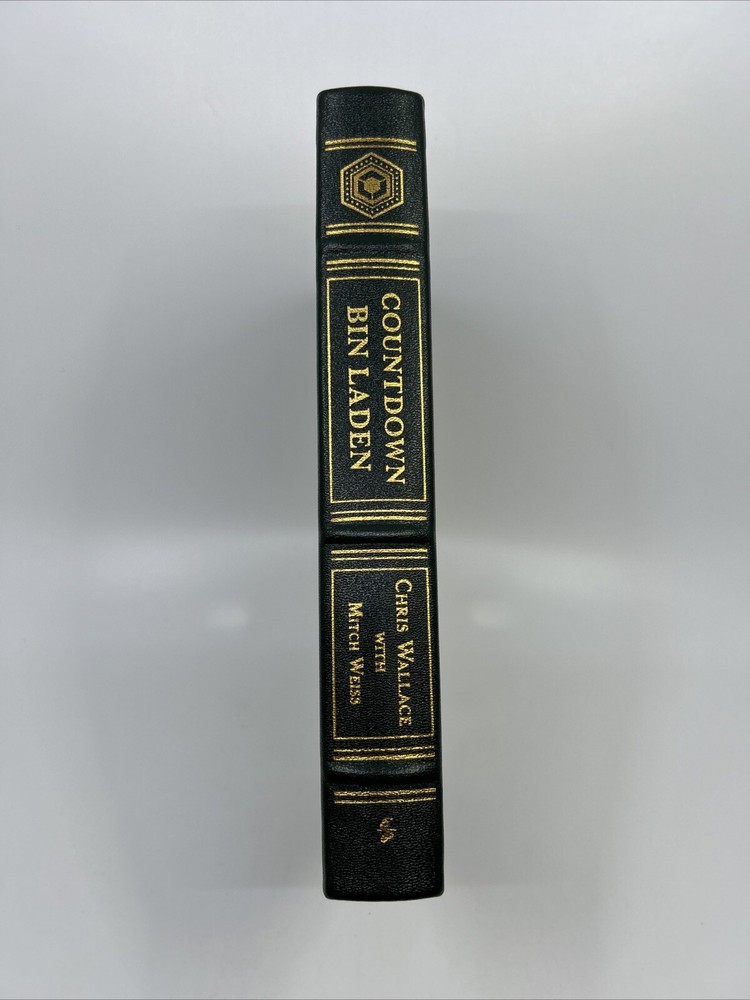 COUNTDOWN
BIN LADEN
CHRIS WALLACE
WITH
MITCH WEISS